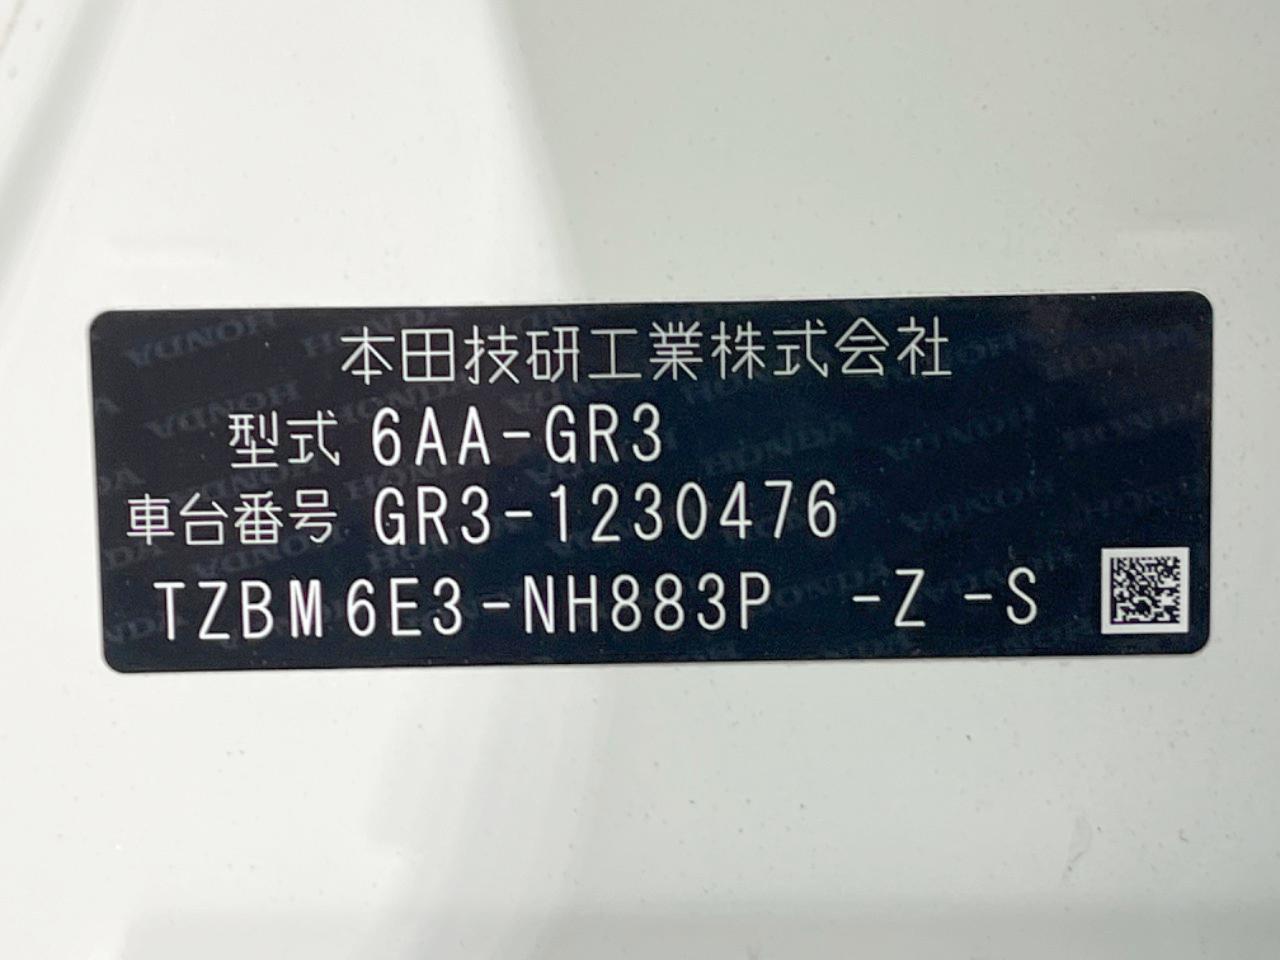 本田技研工業株式会社
型式 6AA-GR3
車台番号 GR3-1230476
TZBM6E3-NH883P -Z -S